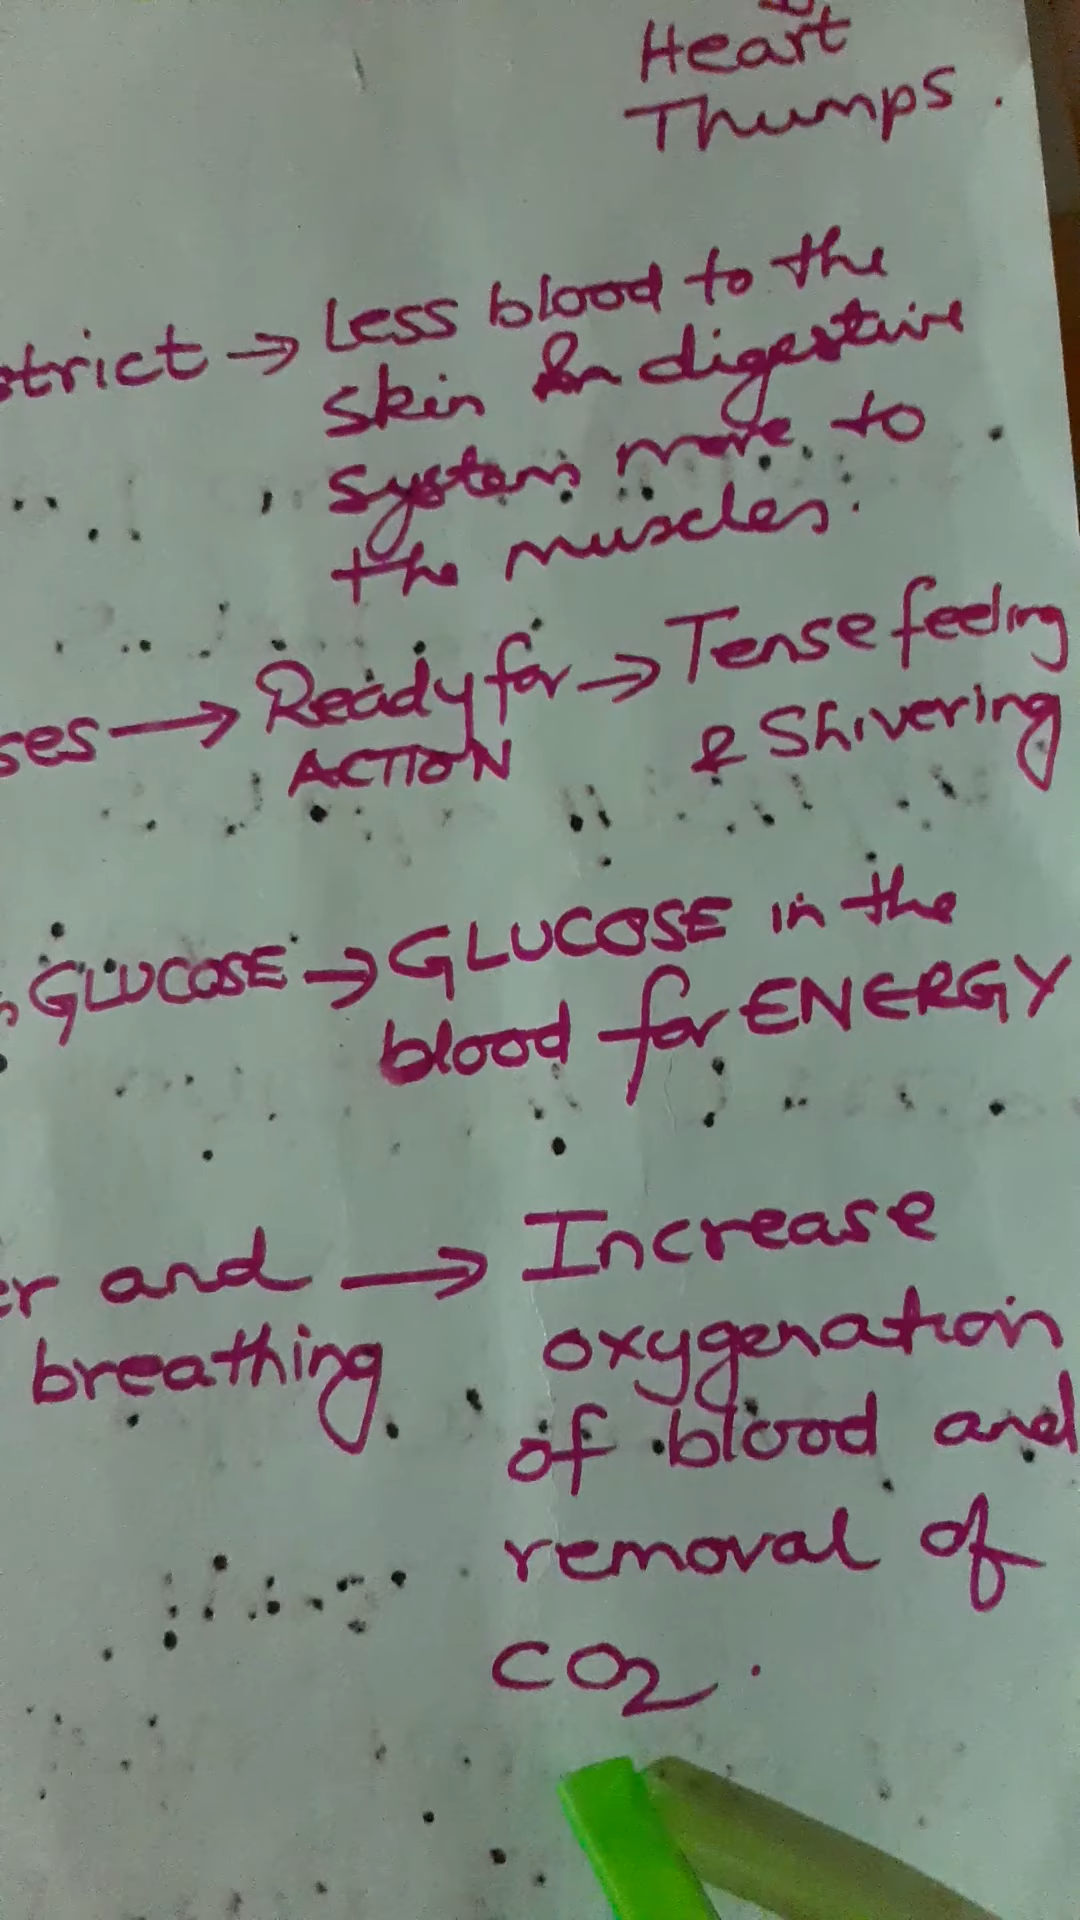 Heart
Thumps.
strict → Less blood to the
skin & digestive
system more to
the muscles.
ses → Ready for → Tense feeling
ACTION & Shivering
GLUCOSE → GLUCOSE in the
blood for ENERGY
er and → Increase
breathing oxygenation
of blood and
removal of
CO2.